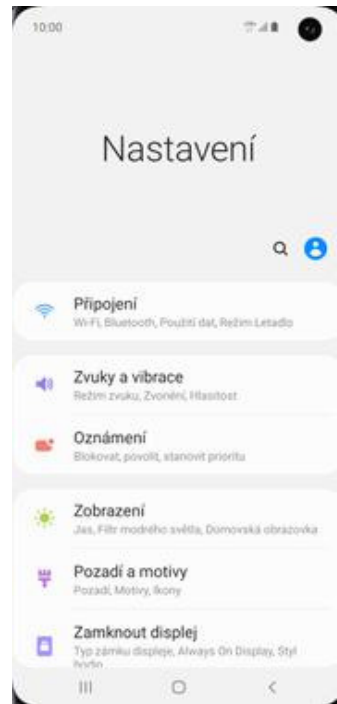 10:00
Nastavení
Připojení
Wi-Fi, Bluetooth, Použití dat, Režim Letadlo
Zvuky a vibrace
Režim zvuku, Zvonění, Hlasitost
Oznámení
Blokovat, povolit, stanovit prioritu
Zobrazení
Jas, Filtr modrého světla, Domovská obrazovka
Pozadí a motivy
Pozadí, Motivy, Ikony
Zamknout displej
Typ zámku displeje, Always On Display, Styl
hodin